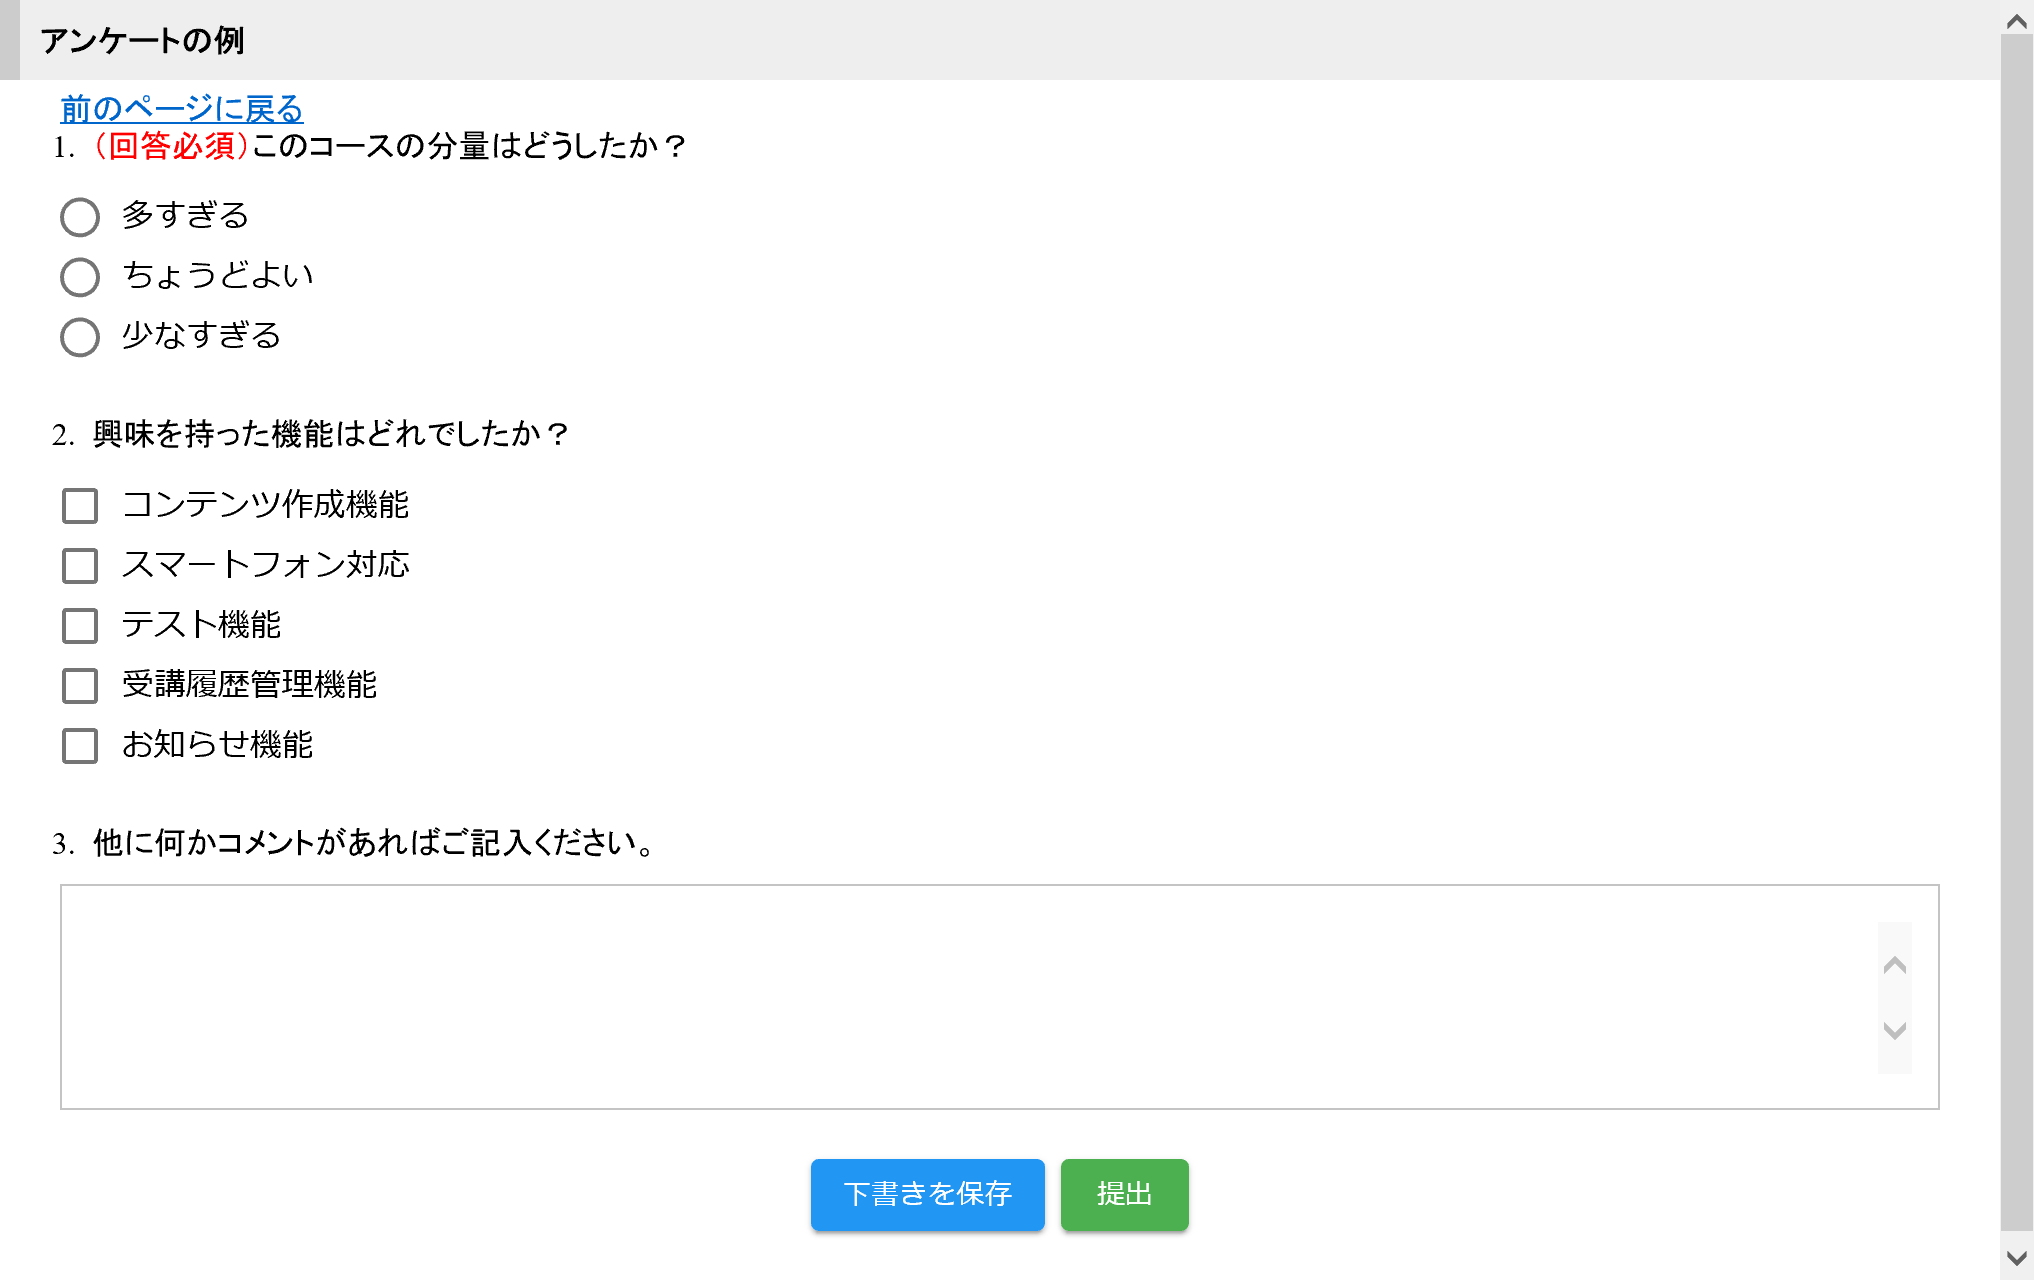 アンケートの例
前のページに戻る
1. （回答必須）このコースの分量はどうしたか？
多すぎる
ちょうどよい
少なすぎる
2. 興味を持った機能はどれでしたか？
コンテンツ作成機能
スマートフォン対応
テスト機能
受講履歴管理機能
お知らせ機能
3. 他に何かコメントがあればご記入ください。
下書きを保存 提出